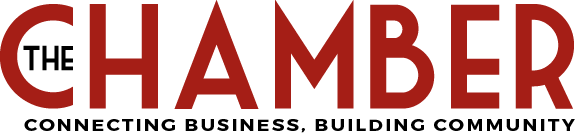 THE CHAMBER
CONNECTING BUSINESS, BUILDING COMMUNITY